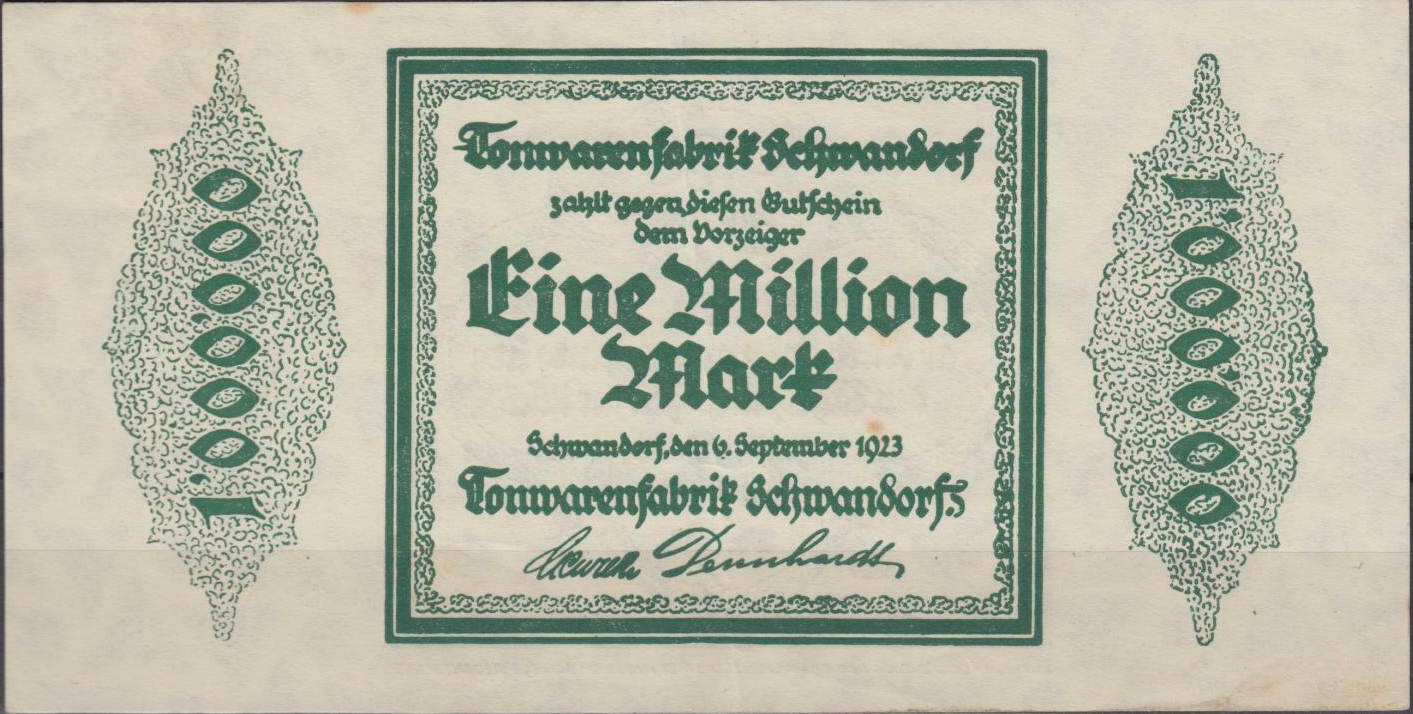 1.000.000
Tonwarenfabrik Schwandorf
zahlt gegen diesen Gutschein
dem Vorzeiger
Eine Million
Mark
Schwandorf, den 6. September 1923
Tonwarenfabrik Schwandorf
Dennhardt
1.000.000